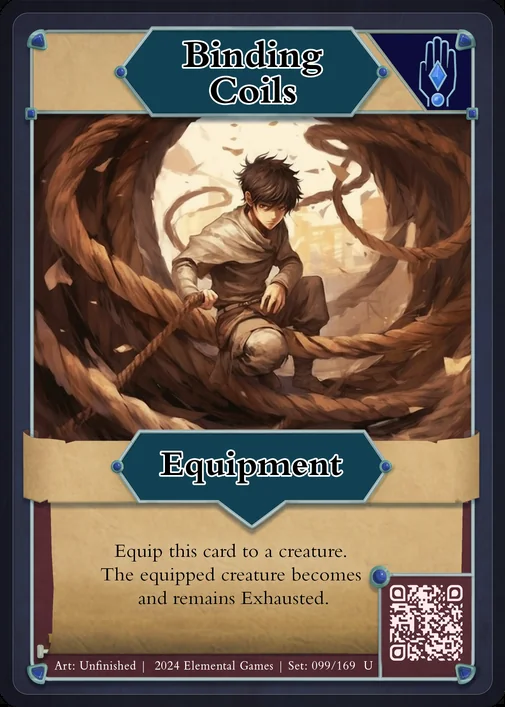 Binding
Coils
Equipment
Equip this card to a creature.
The equipped creature becomes
and remains Exhausted.
Art: Unfinished | 2024 Elemental Games | Set: 099/169 U